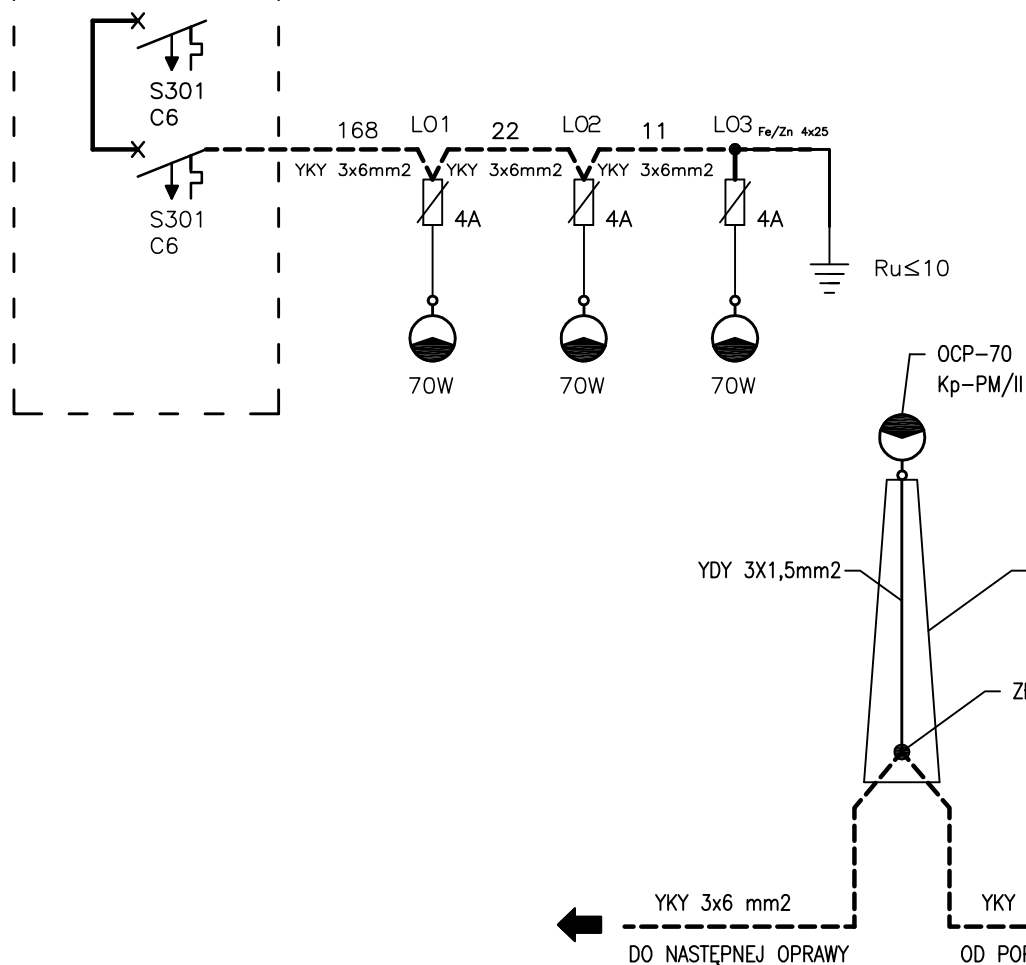 S301
C6
168 LO1 22 LO2 11 LO3 Fe/Zn 4x25
YKY 3x6mm2 YKY 3x6mm2 YKY 3x6mm2
S301
C6
4A 4A 4A
Ru≤10
70W 70W 70W
OCP-70
Kp-PM/II
YDY 3X1,5mm2
YKY 3x6 mm2 YKY
DO NASTĘPNEJ OPRAWY OD